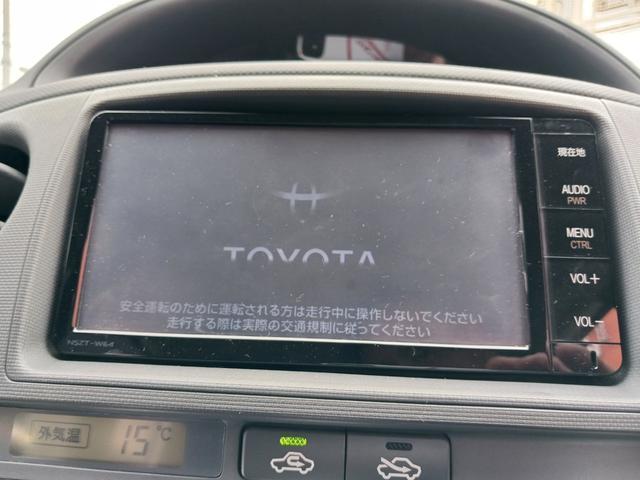 現在地
AUDIO
PWR
MENU
CTRL
VOL+
VOL-
TOYOTA
安全運転のために運転される方は走行中に操作しないでください
走行する際は実際の交通規制に従ってください
NSZT-W64
外気温 15℃